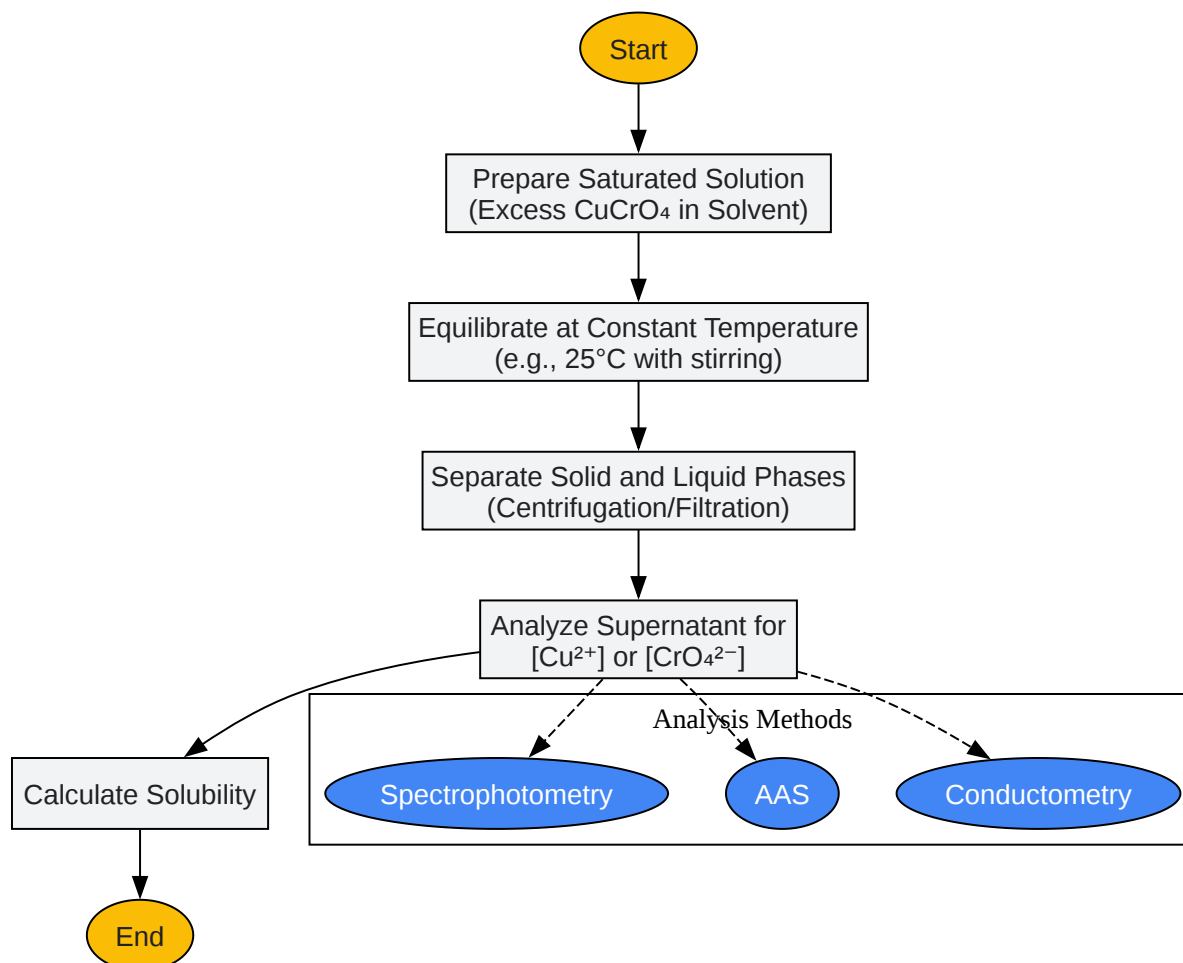 Start
Prepare Saturated Solution
(Excess CuCrO₄ in Solvent)
Equilibrate at Constant Temperature
(e.g., 25°C with stirring)
Separate Solid and Liquid Phases
(Centrifugation/Filtration)
Analyze Supernatant for
[Cu²⁺] or [CrO₄²⁻]
Analysis Methods
Calculate Solubility
Spectrophotometry
AAS
Conductometry
End